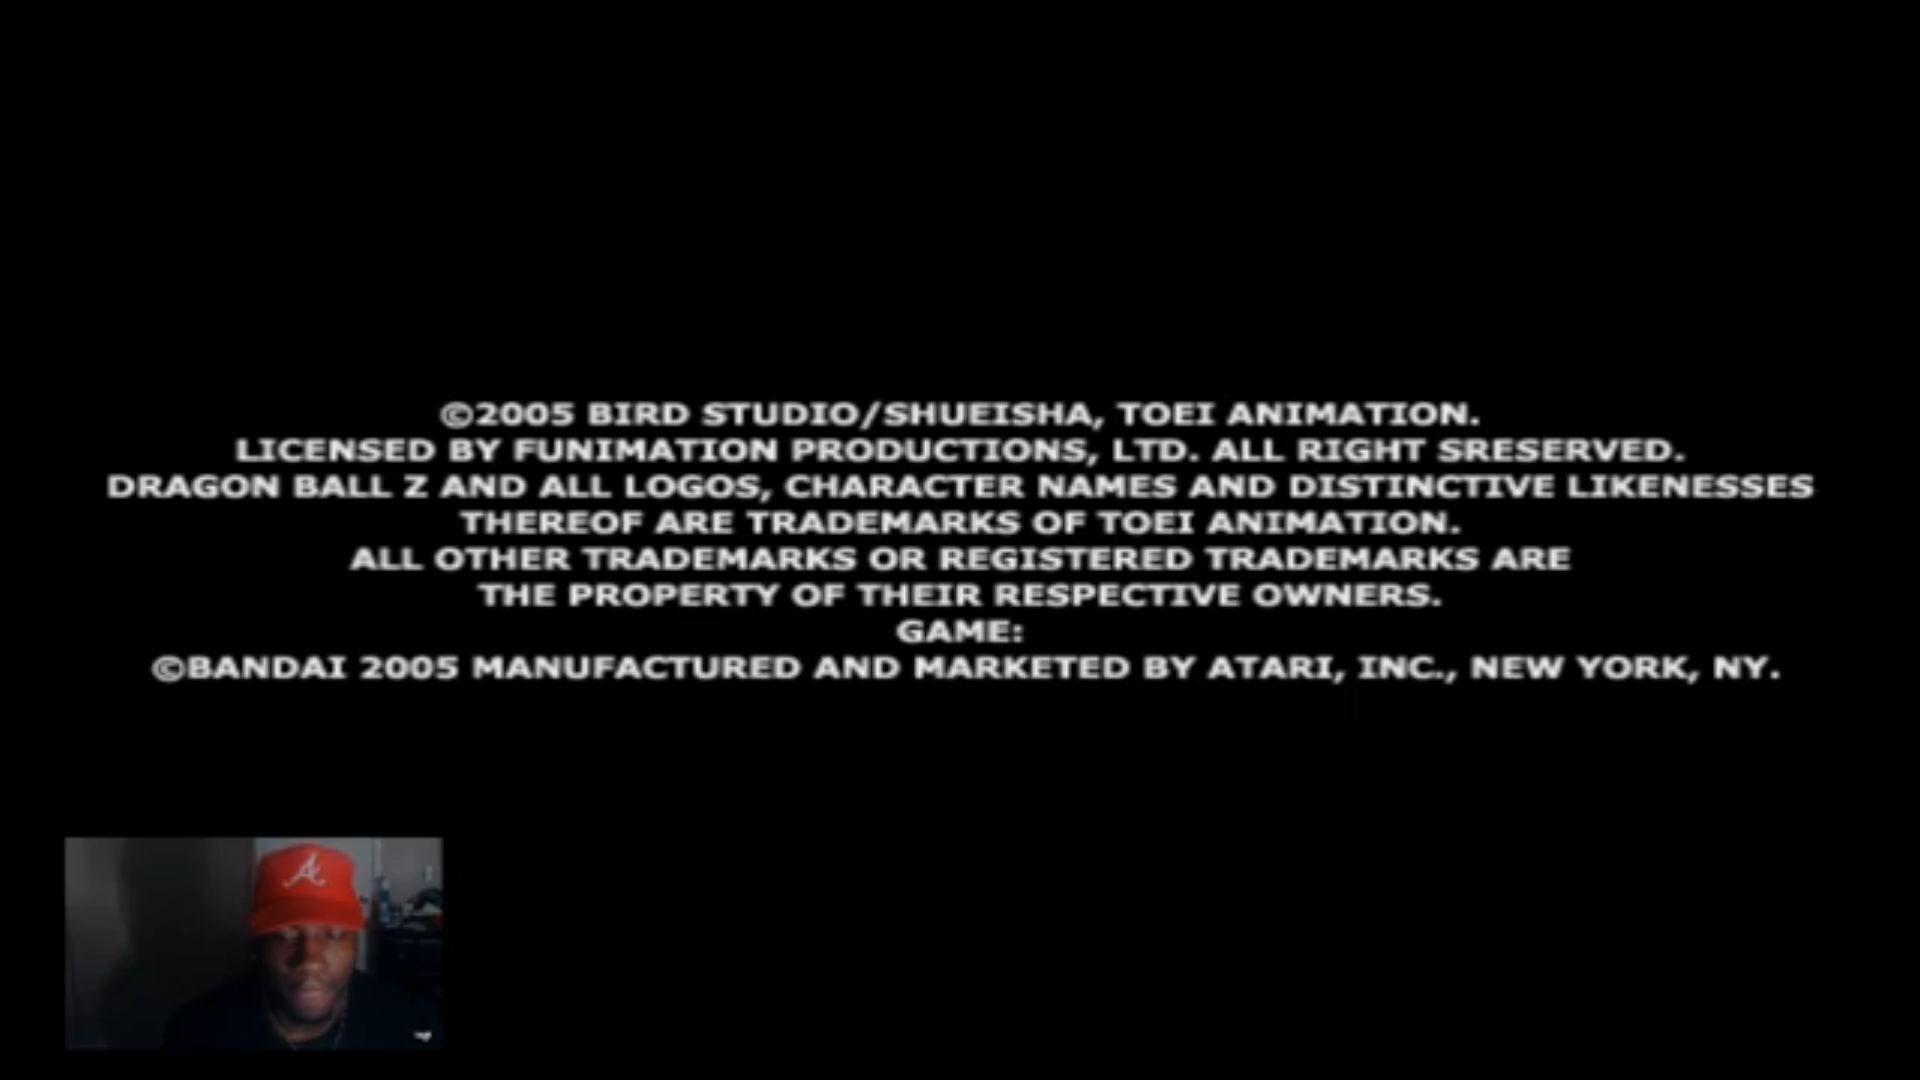 ©2005 BIRD STUDIO/SHUEISHA, TOEI ANIMATION.
LICENSED BY FUNIMATION PRODUCTIONS, LTD. ALL RIGHT SRESERVED.
DRAGON BALL Z AND ALL LOGOS, CHARACTER NAMES AND DISTINCTIVE LIKENESSES
THEREOF ARE TRADEMARKS OF TOEI ANIMATION.
ALL OTHER TRADEMARKS OR REGISTERED TRADEMARKS ARE
THE PROPERTY OF THEIR RESPECTIVE OWNERS.
GAME:
©BANDAI 2005 MANUFACTURED AND MARKETED BY ATARI, INC., NEW YORK, NY.
A